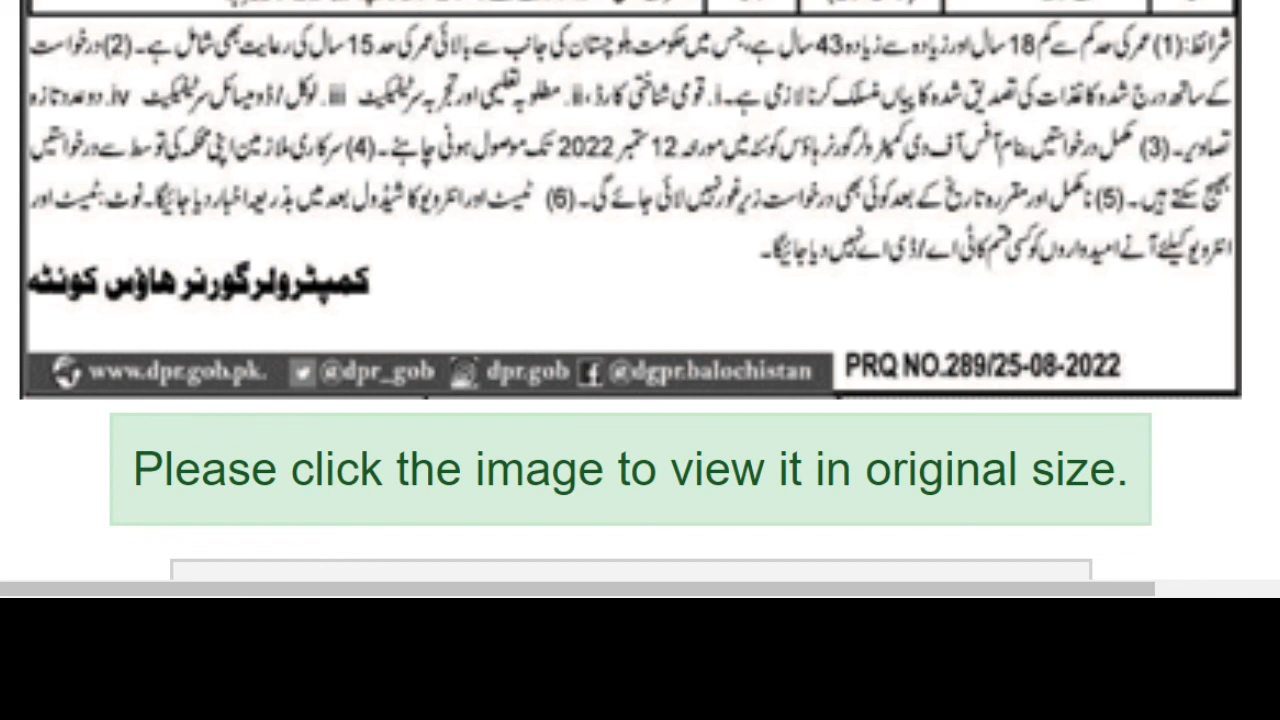 شرائط:(1) عمر کی حد کم سے کم 18 سال اور زیادہ سے زیادہ 43 سال ہے، جس میں حکومت بلوچستان کی جانب سے بالائی عمر کی حد 15 سال کی رعایت بھی شامل ہے۔ (2) درخواست
کے ساتھ درج شدہ کاغذات کی تصدیق شدہ کاپیاں منسلک کرنا لازمی ہے۔ i. قومی شناختی کارڈ، ii. مطلوبہ تعلیمی اور تجربہ سرٹیفکیٹ iii. لوکل/ڈومیسائل سرٹیفکیٹ iv. دو عدد تازہ
تصاویر۔ (3) مکمل درخواستیں بنام آفس آف دی کمپٹرولر گورنر ہاؤس کوئٹہ میں مورخہ 12 ستمبر 2022 تک موصول ہونی چاہئے۔ (4) سرکاری ملازمین اپنی محکمہ کی توسط سے درخواستیں
بھیج سکتے ہیں۔ (5) نامکمل اور مقررہ تاریخ کے بعد کوئی بھی درخواست زیر غور نہیں لائی جائے گی۔ (6) ٹیسٹ اور انٹرویو کا شیڈول بعد میں بذریعہ اخبار دیا جائیگا۔ نوٹ: ٹیسٹ اور
انٹرویو کیلئے آنے امیدواروں کو کسی قسم کا ٹی اے/ڈی اے نہیں دیا جائیگا۔
کمپٹرولر گورنر ھاؤس کوئٹہ
www.dpr.gob.pk. @dpr_gob dpr.gob @dgpr.balochistan PRQ NO.289/25-08-2022
Please click the image to view it in original size.